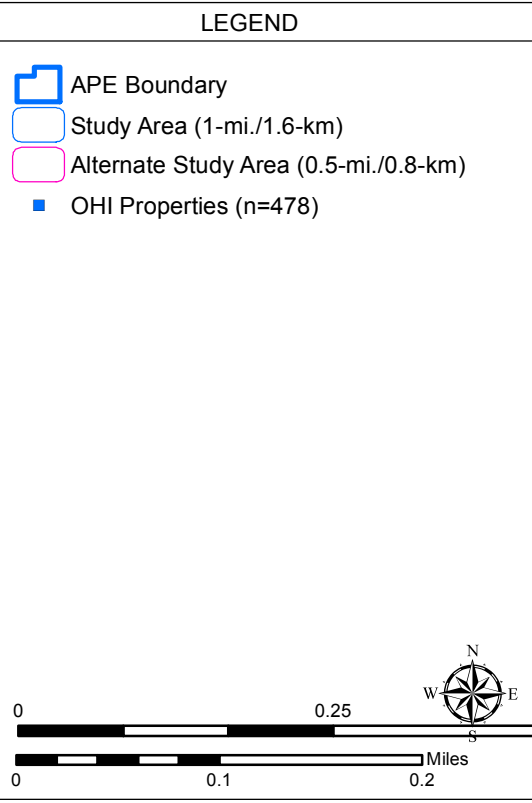 LEGEND
APE Boundary
Study Area (1-mi./1.6-km)
Alternate Study Area (0.5-mi./0.8-km)
OHI Properties (n=478)
N
W E
S
0 0.25
Miles
0 0.1 0.2